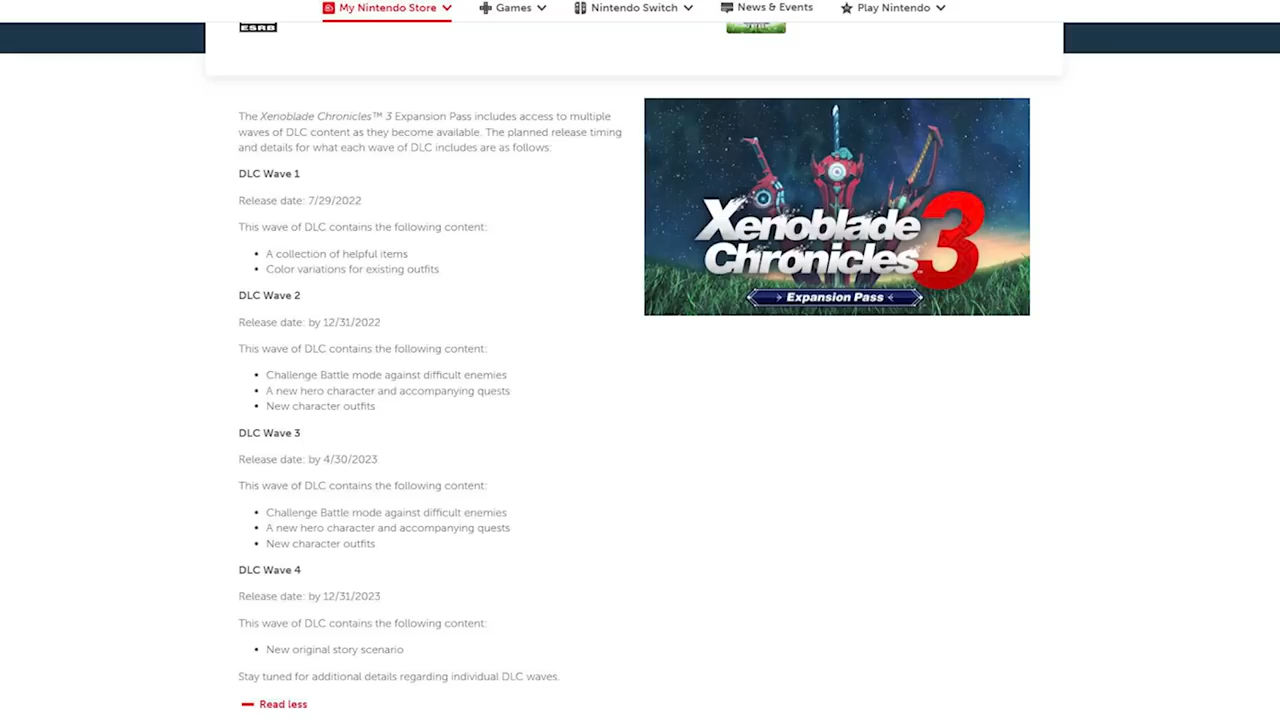 My Nintendo Store
Games
Nintendo Switch
News & Events
Play Nintendo
ESRB
The Xenoblade Chronicles™ 3 Expansion Pass includes access to multiple
waves of DLC content as they become available. The planned release timing
and details for what each wave of DLC includes are as follows:
DLC Wave 1
Release date: 7/29/2022
This wave of DLC contains the following content:
• A collection of helpful items
• Color variations for existing outfits
DLC Wave 2
Release date: by 12/31/2022
This wave of DLC contains the following content:
• Challenge Battle mode against difficult enemies
• A new hero character and accompanying quests
• New character outfits
DLC Wave 3
Release date: by 4/30/2023
This wave of DLC contains the following content:
• Challenge Battle mode against difficult enemies
• A new hero character and accompanying quests
• New character outfits
DLC Wave 4
Release date: by 12/31/2023
This wave of DLC contains the following content:
• New original story scenario
Stay tuned for additional details regarding individual DLC waves.
Read less
Xenoblade
Chronicles™ 3
Expansion Pass